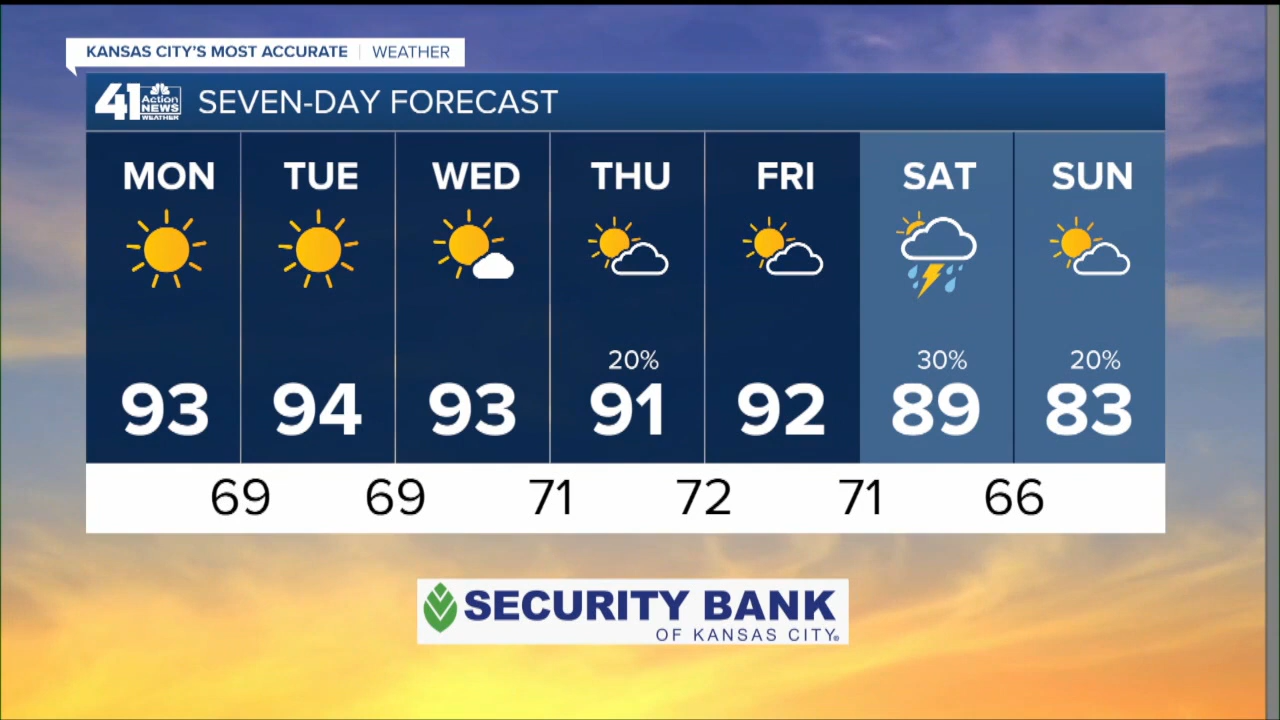 KANSAS CITY'S MOST ACCURATE | WEATHER
41 Action NEWS WEATHER SEVEN-DAY FORECAST
MON TUE WED THU FRI SAT SUN
20% 30% 20%
93 94 93 91 92 89 83
69 69 71 72 71 66
SECURITY BANK
OF KANSAS CITY®